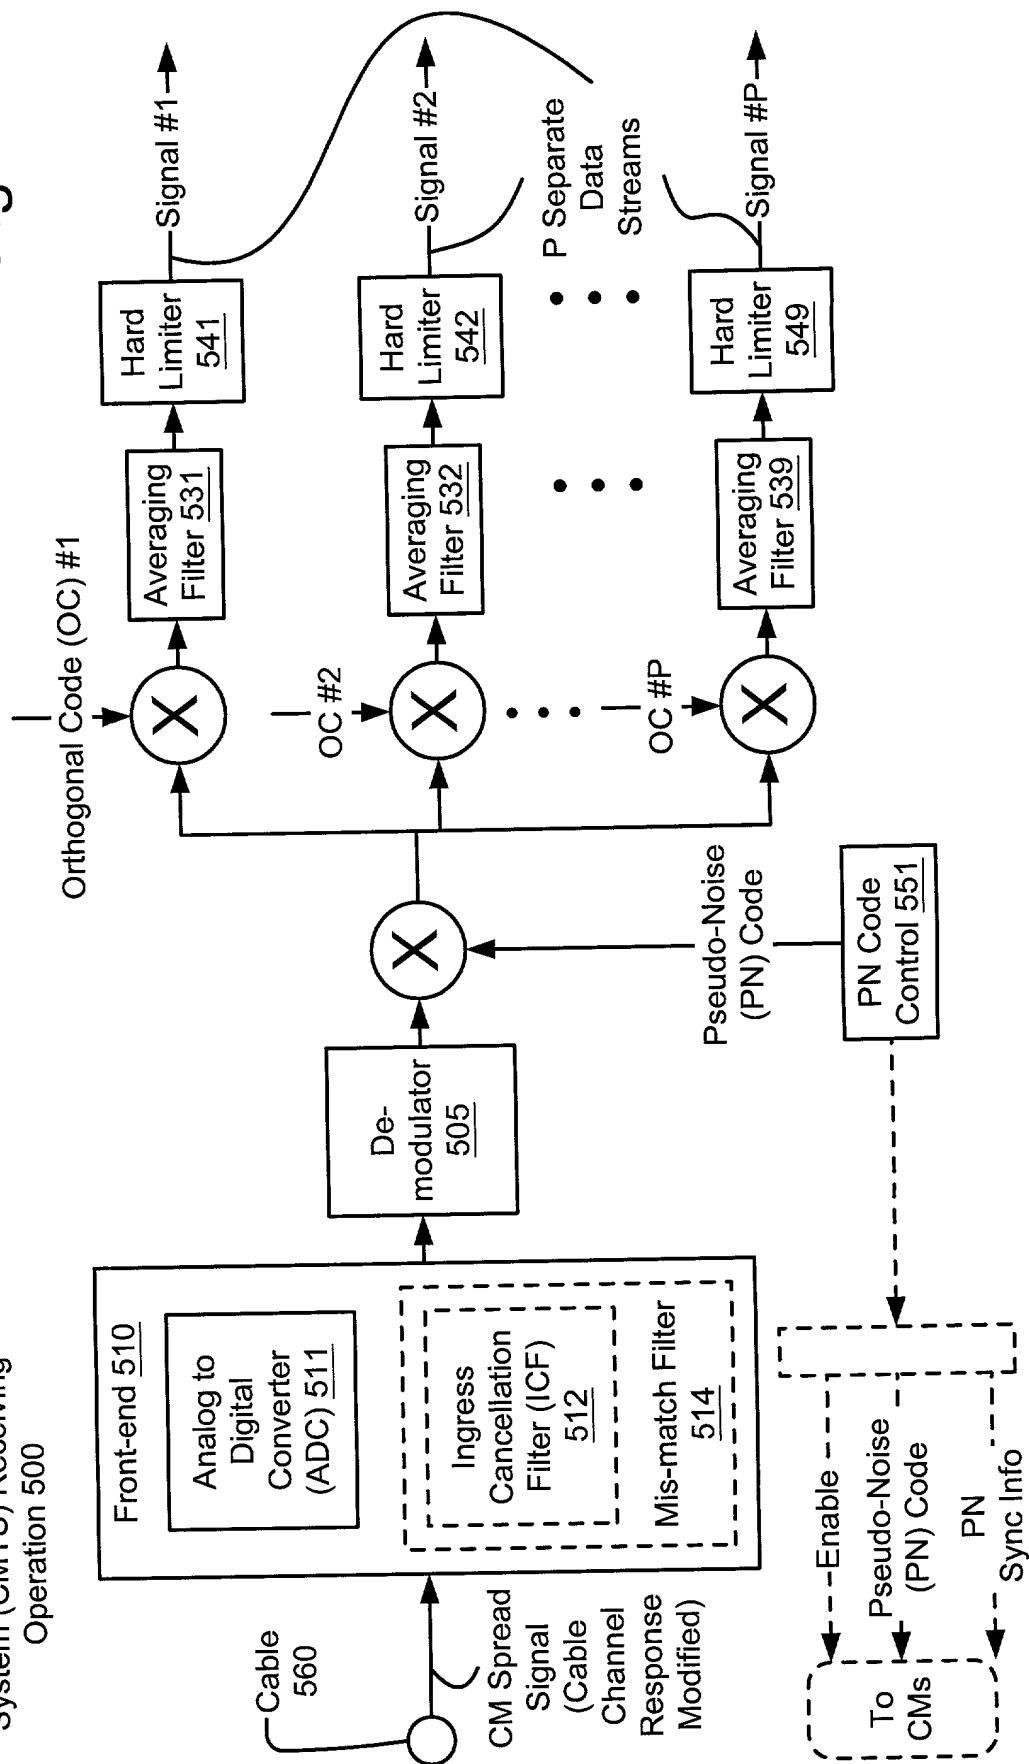 System (CMTS) Receiving
Operation 500
Cable
560
CM Spread
Signal
(Cable
Channel
Response
Modified)
Front-end 510
Analog to
Digital
Converter
(ADC) 511
Ingress
Cancellation
Filter (ICF)
512
Mis-match Filter
514
De-
modulator
505
X
Pseudo-Noise
(PN) Code
PN Code
Control 551
Enable
Pseudo-Noise
(PN) Code
PN
Sync Info
To
CMs
Orthogonal Code (OC) #1
X
Averaging
Filter 531
Hard
Limiter
541
Signal #1
OC #2
X
Averaging
Filter 532
Hard
Limiter
542
Signal #2
P Separate
Data
Streams
OC #P
X
Averaging
Filter 539
Hard
Limiter
549
Signal #P